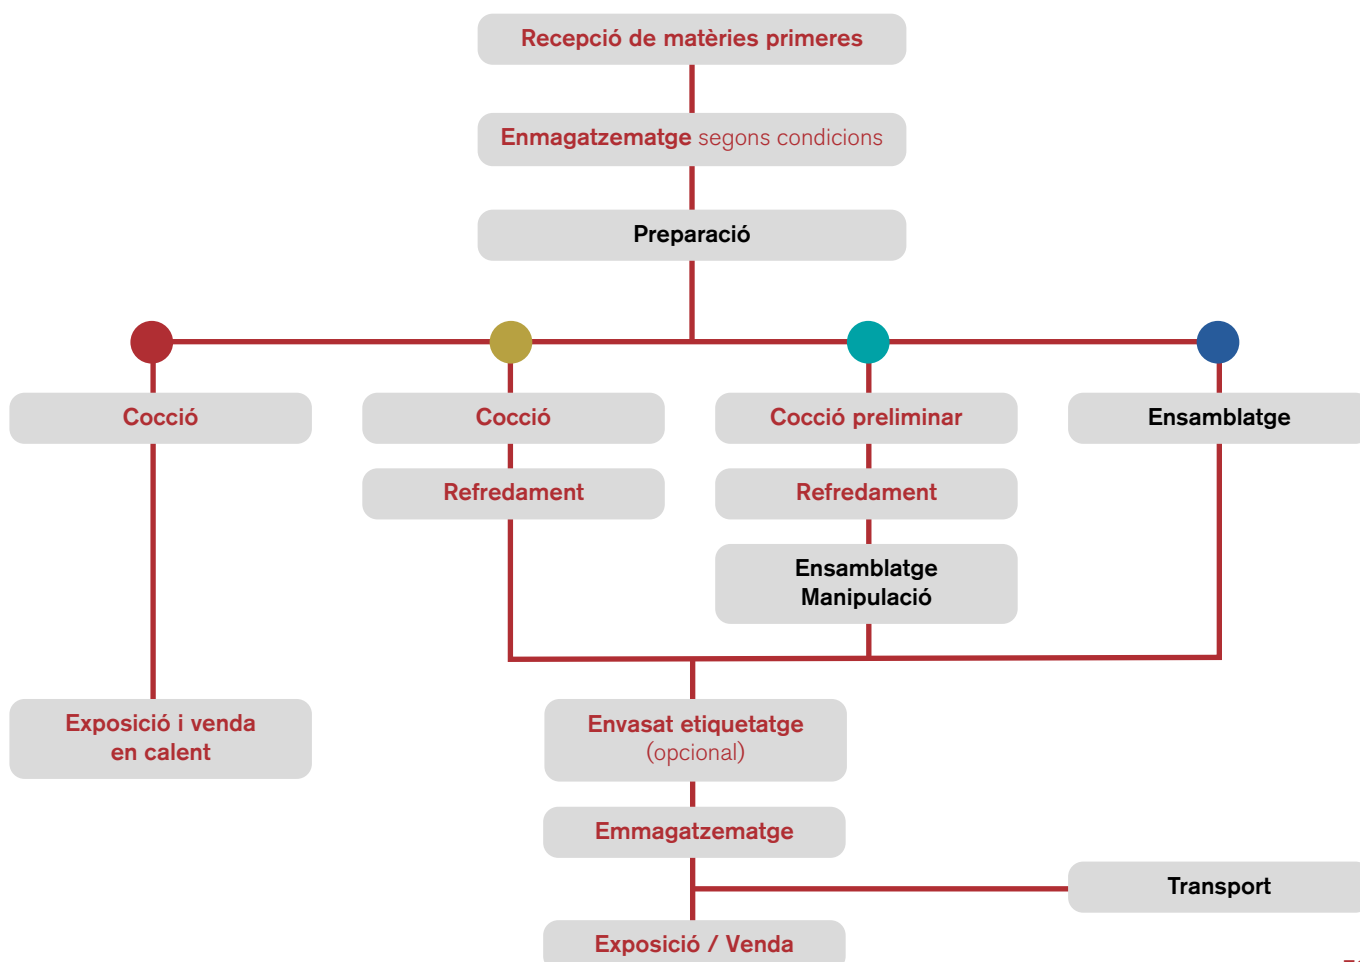 Recepció de matèries primeres
Enmagatzematge segons condicions
Preparació
Cocció
Cocció
Cocció preliminar
Ensamblatge
Refredament
Refredament
Ensamblatge
Manipulació
Exposició i venda
en calent
Envasat etiquetatge
(opcional)
Emmagatzematge
Transport
Exposició / Venda